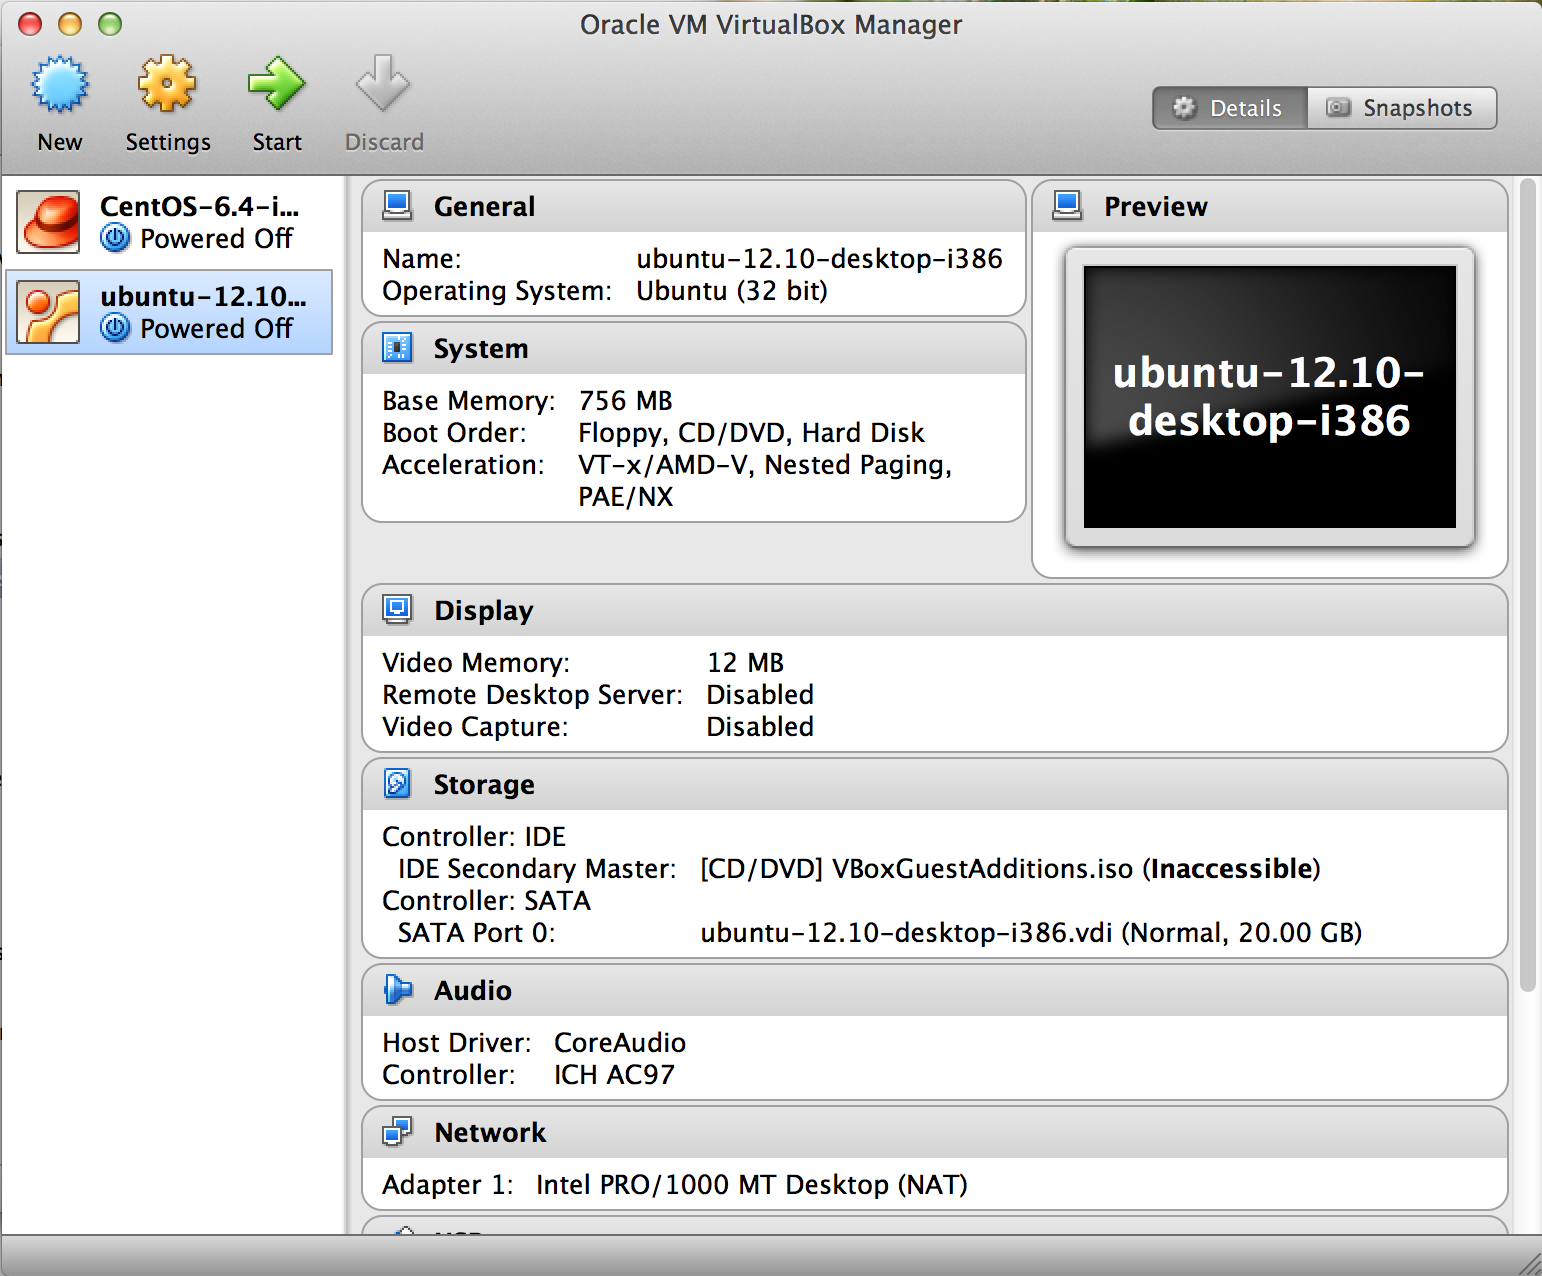 Oracle VM VirtualBox Manager
New
Settings
Start
Discard
Details
Snapshots
CentOS-6.4-i...
Powered Off
ubuntu-12.10...
Powered Off
General
Name: ubuntu-12.10-desktop-i386
Operating System: Ubuntu (32 bit)
System
Base Memory: 756 MB
Boot Order: Floppy, CD/DVD, Hard Disk
Acceleration: VT-x/AMD-V, Nested Paging,
PAE/NX
Preview
ubuntu-12.10-
desktop-i386
Display
Video Memory: 12 MB
Remote Desktop Server: Disabled
Video Capture: Disabled
Storage
Controller: IDE
IDE Secondary Master: [CD/DVD] VBoxGuestAdditions.iso (Inaccessible)
Controller: SATA
SATA Port 0: ubuntu-12.10-desktop-i386.vdi (Normal, 20.00 GB)
Audio
Host Driver: CoreAudio
Controller: ICH AC97
Network
Adapter 1: Intel PRO/1000 MT Desktop (NAT)